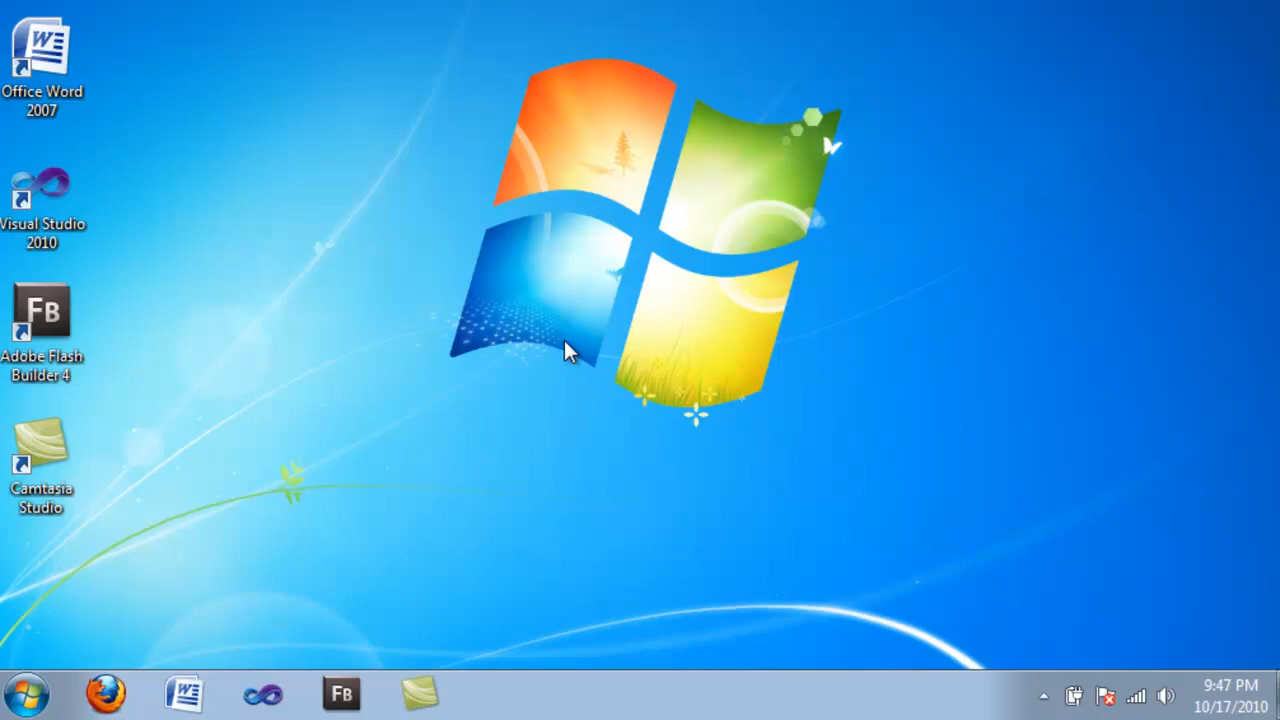 Office Word
2007
Visual Studio
2010
FB
Adobe Flash
Builder 4
Camtasia
Studio
FB
9:47 PM
10/17/2010